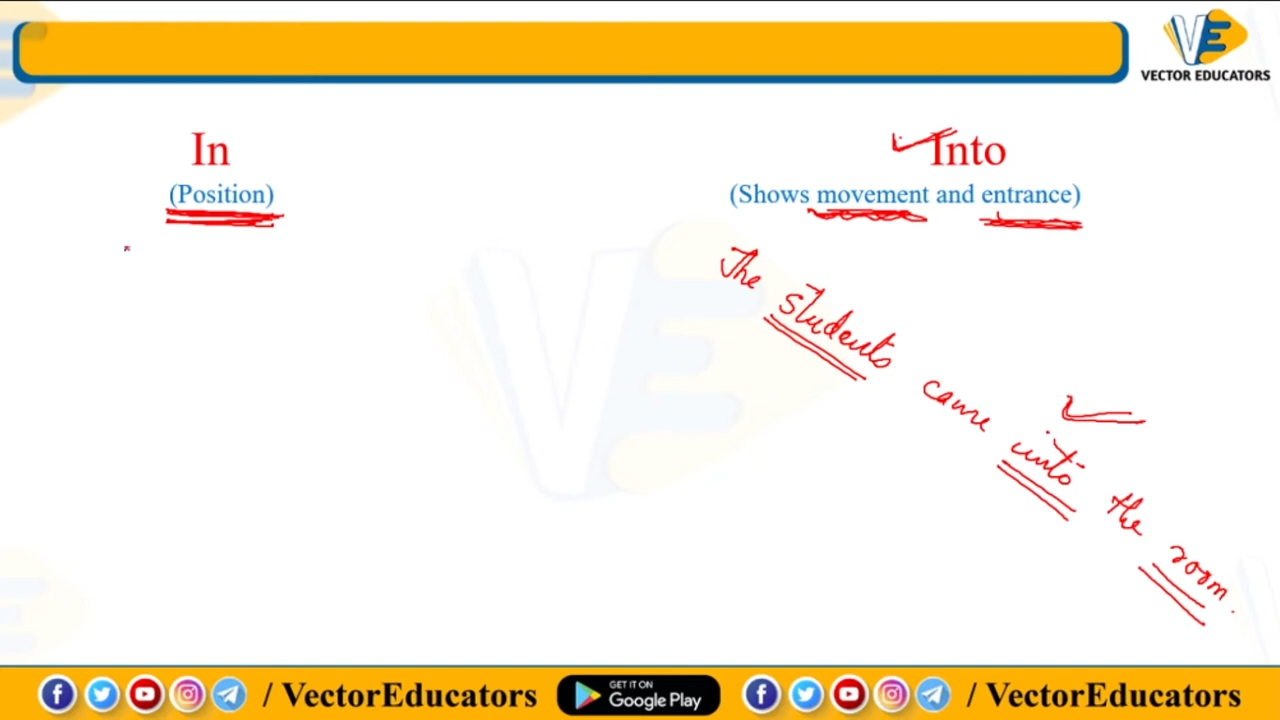 VE
VECTOR EDUCATORS
In
Into
(Position)
(Shows movement and entrance)
The students came into the room.
/ VectorEducators
GET IT ON
Google Play
/ VectorEducators